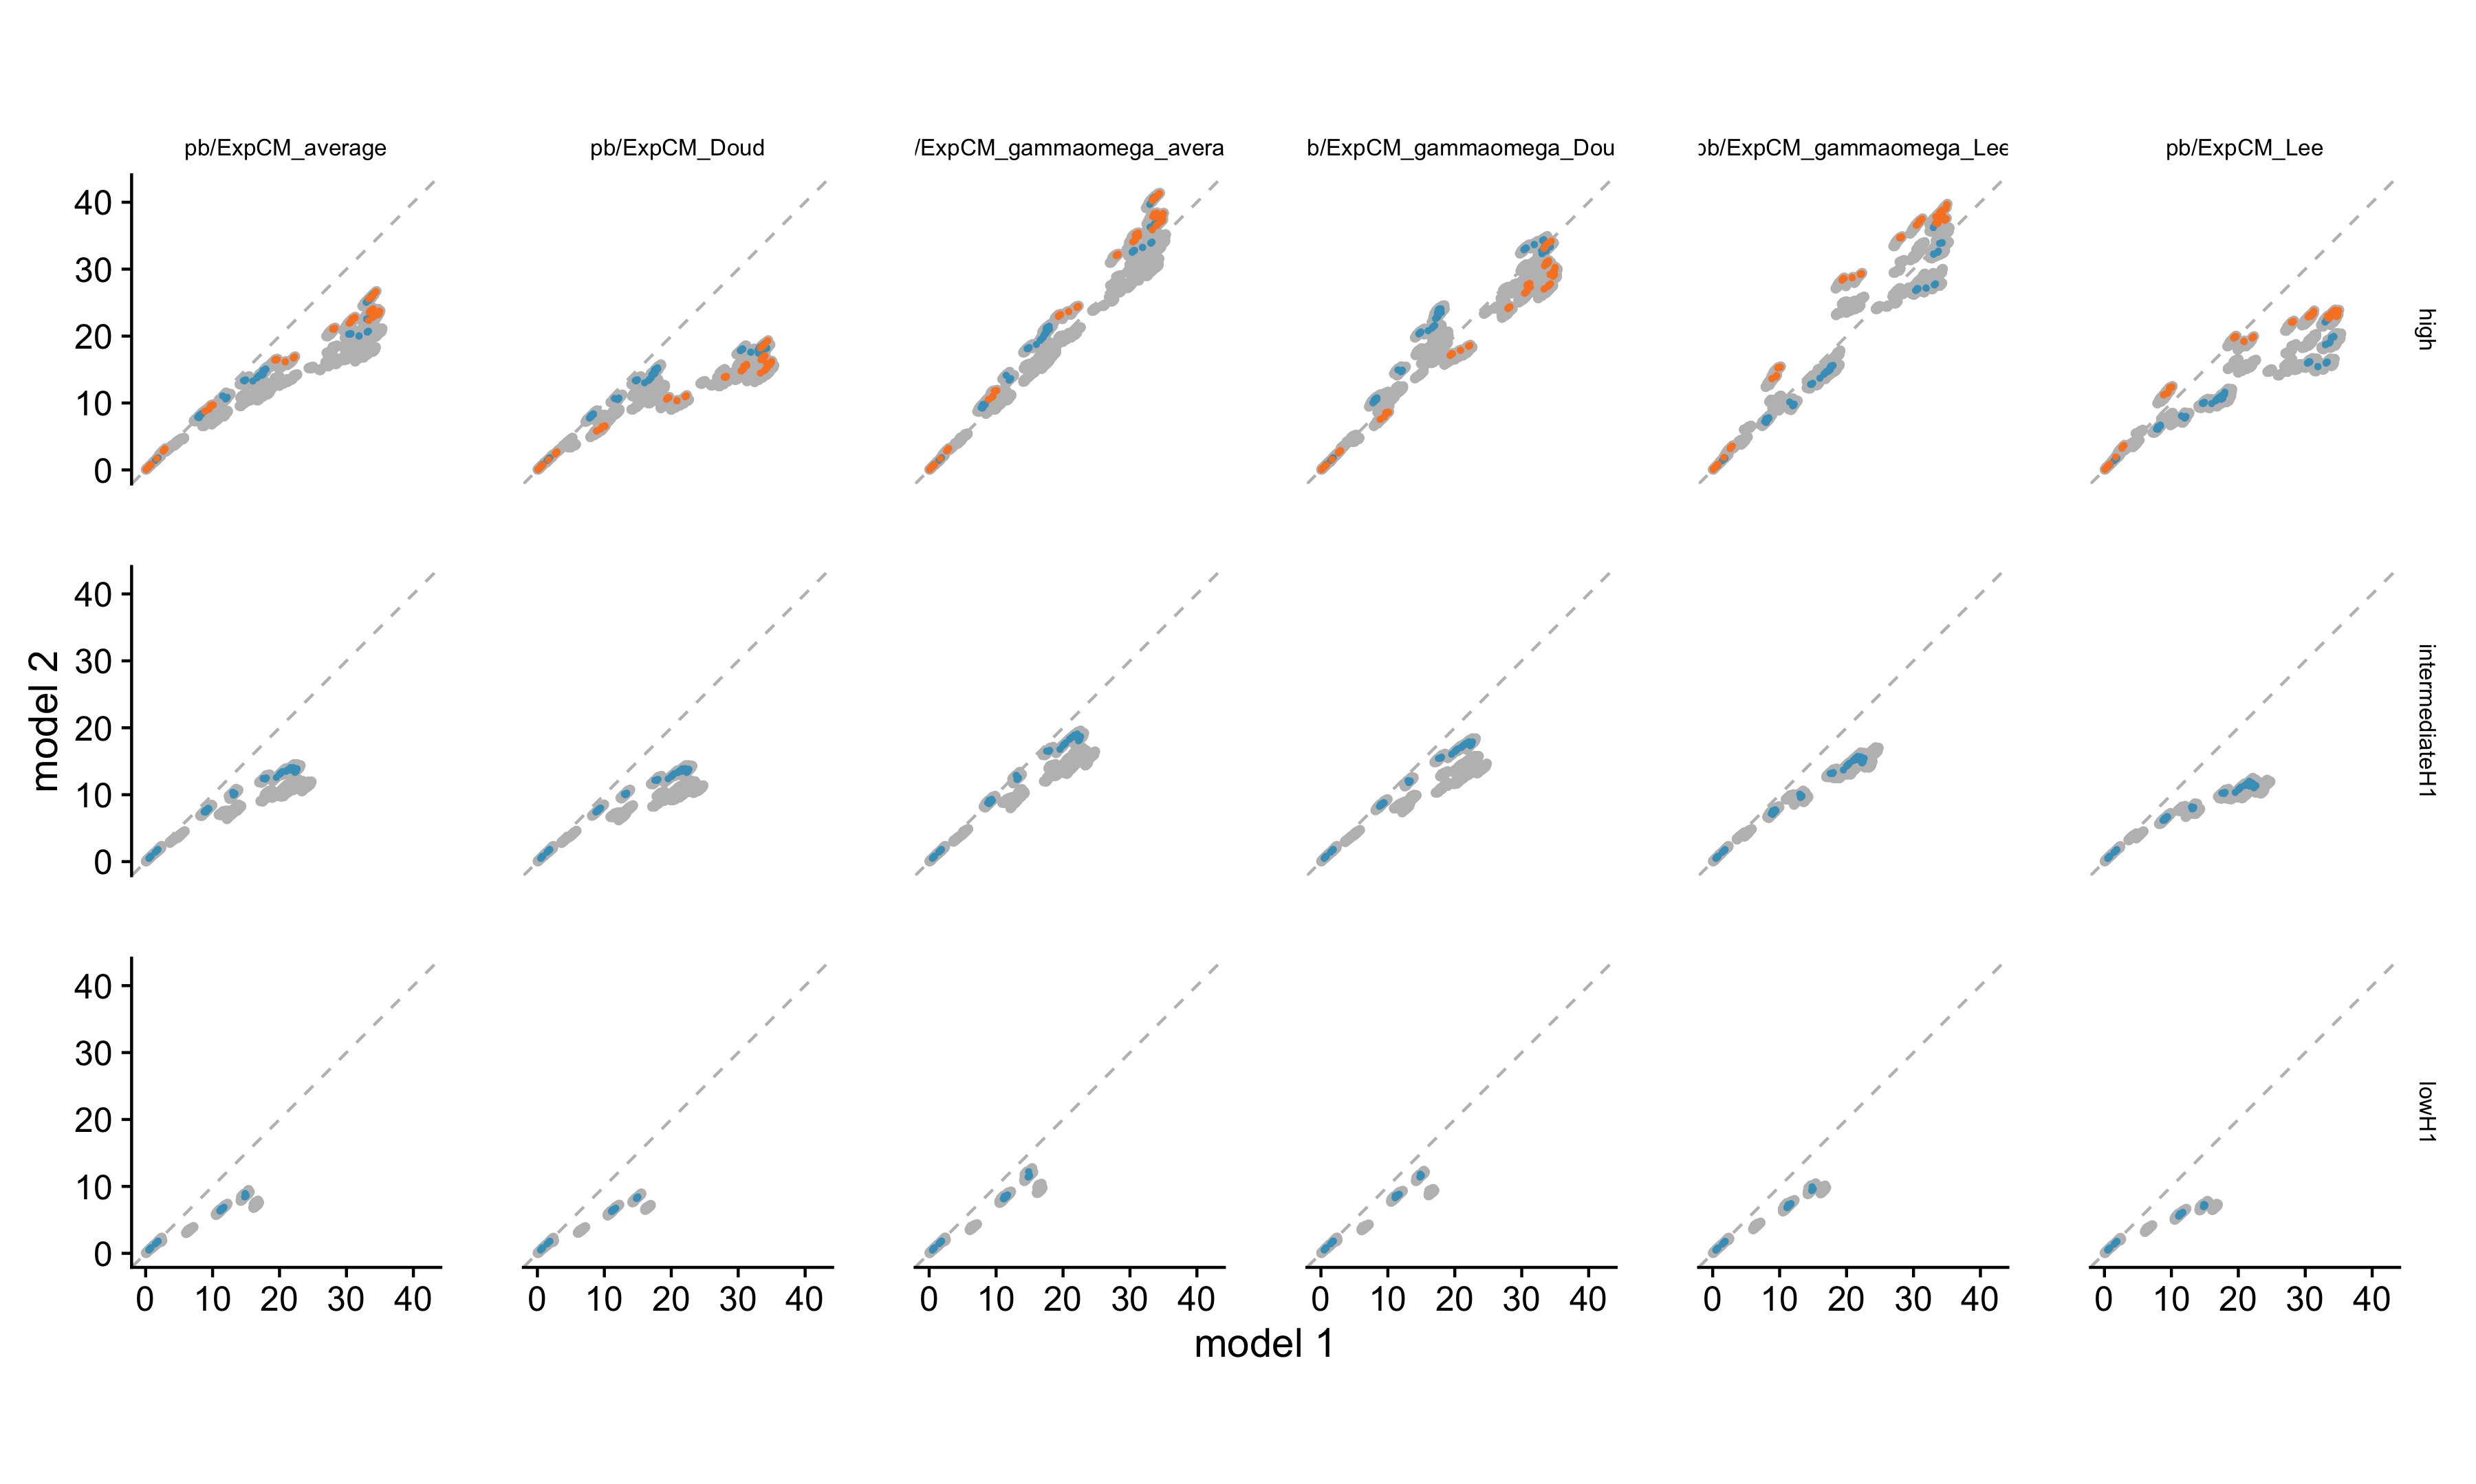 pb/ExpCM_average pb/ExpCM_Doud /ExpCM_gammaomega_avera b/ExpCM_gammaomega_Dou pb/ExpCM_gammaomega_Lee pb/ExpCM_Lee
40
30
20
10
0
high
40
30
20
10
0
intermediateH1
40
30
20
10
0
lowH1
model 2
0 10 20 30 40 0 10 20 30 40 0 10 20 30 40 0 10 20 30 40 0 10 20 30 40 0 10 20 30 40
model 1